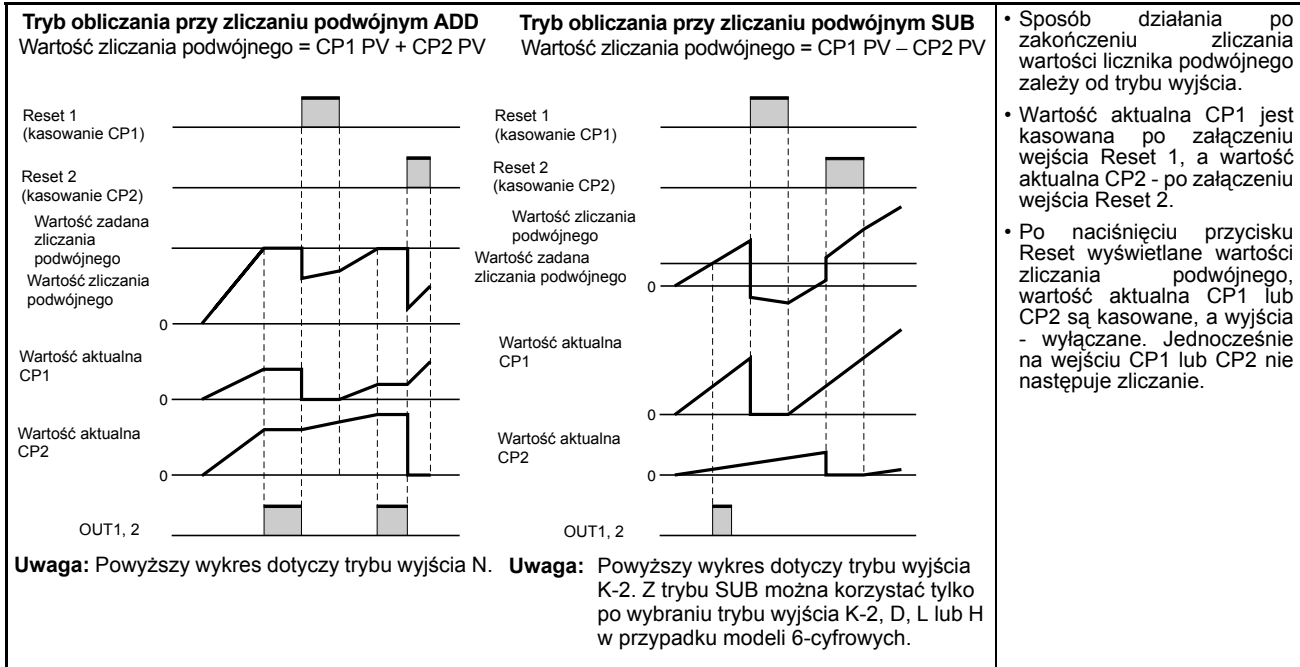 Tryb obliczania przy zliczaniu podwójnym ADD
Wartość zliczania podwójnego = CP1 PV + CP2 PV
Reset 1
(kasowanie CP1)
Reset 2
(kasowanie CP2)
Wartość zadana
zliczania
podwójnego
Wartość zliczania
podwójnego
0
Wartość aktualna
CP1
0
Wartość aktualna
CP2
0
OUT1, 2
Uwaga: Powyższy wykres dotyczy trybu wyjścia N.
Tryb obliczania przy zliczaniu podwójnym SUB
Wartość zliczania podwójnego = CP1 PV – CP2 PV
Reset 1
(kasowanie CP1)
Reset 2
(kasowanie CP2)
Wartość zliczania
podwójnego
Wartość zadana
zliczania podwójnego
0
Wartość aktualna
CP1
0
Wartość aktualna
CP2
0
OUT1, 2
Uwaga: Powyższy wykres dotyczy trybu wyjścia
K-2. Z trybu SUB można korzystać tylko
po wybraniu trybu wyjścia K-2, D, L lub H
w przypadku modeli 6-cyfrowych.
• Sposób działania po
zakończeniu zliczania
wartości licznika podwójnego
zależy od trybu wyjścia.
• Wartość aktualna CP1 jest
kasowana po załączeniu
wejścia Reset 1, a wartość
aktualna CP2 - po załączeniu
wejścia Reset 2.
• Po naciśnięciu przycisku
Reset wyświetlane wartości
zliczania podwójnego,
wartość aktualna CP1 lub
CP2 są kasowane, a wyjścia
- wyłączane. Jednocześnie
na wejściu CP1 lub CP2 nie
następuje zliczanie.